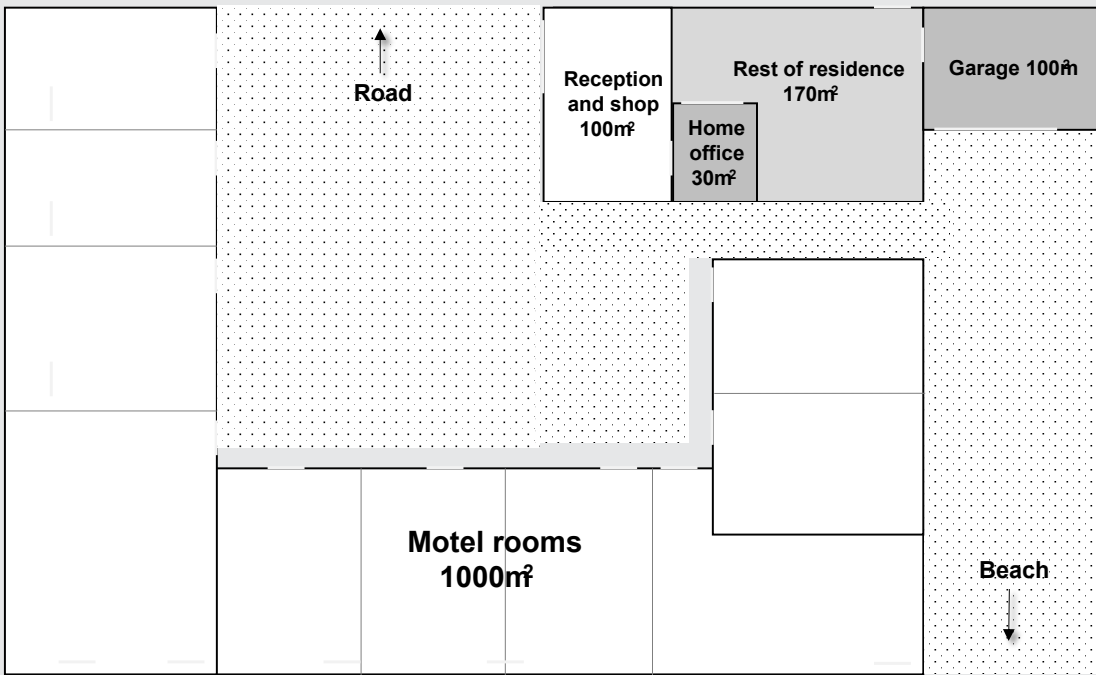 Road
Reception
and shop
100m²
Rest of residence
170m²
Home
office
30m²
Garage 100m²
Motel rooms
1000m²
Beach